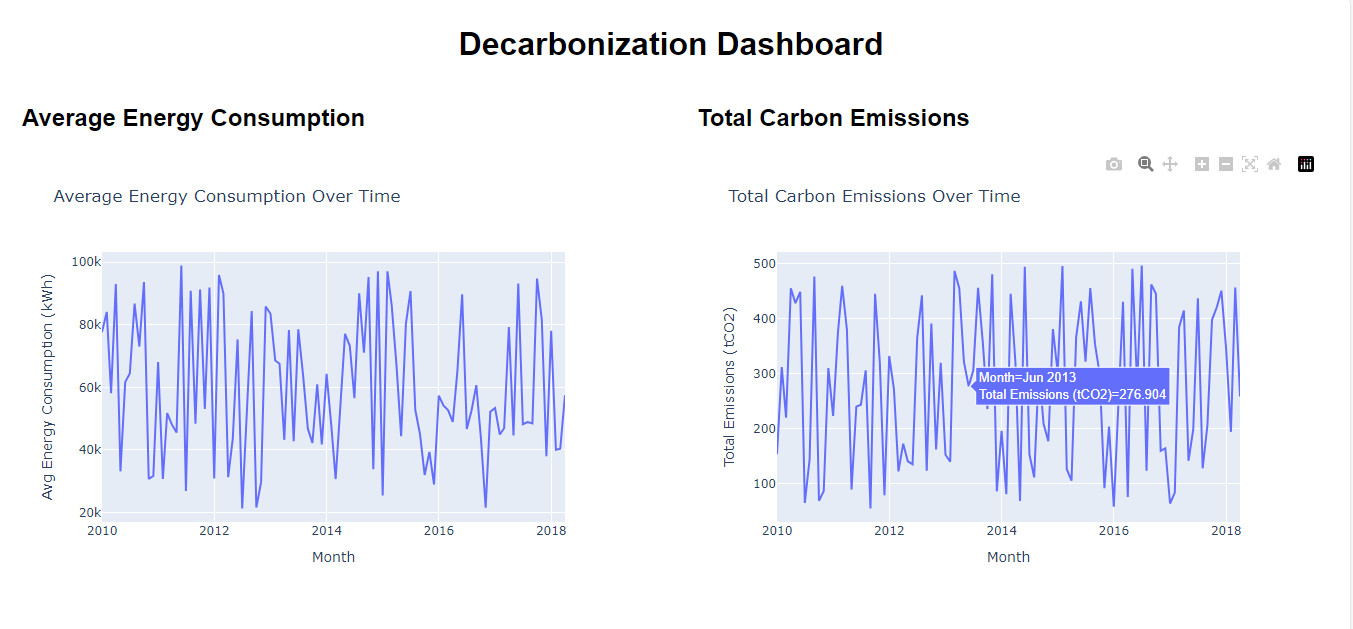 Decarbonization Dashboard
Average Energy Consumption
Total Carbon Emissions
Average Energy Consumption Over Time
Total Carbon Emissions Over Time
Avg Energy Consumption (kWh)
100k
80k
60k
40k
20k
2010
2012
2014
2016
2018
Month
Total Emissions (tCO2)
500
400
300
200
100
Month=Jun 2013
Total Emissions (tCO2)=276.904
2010
2012
2014
2016
2018
Month